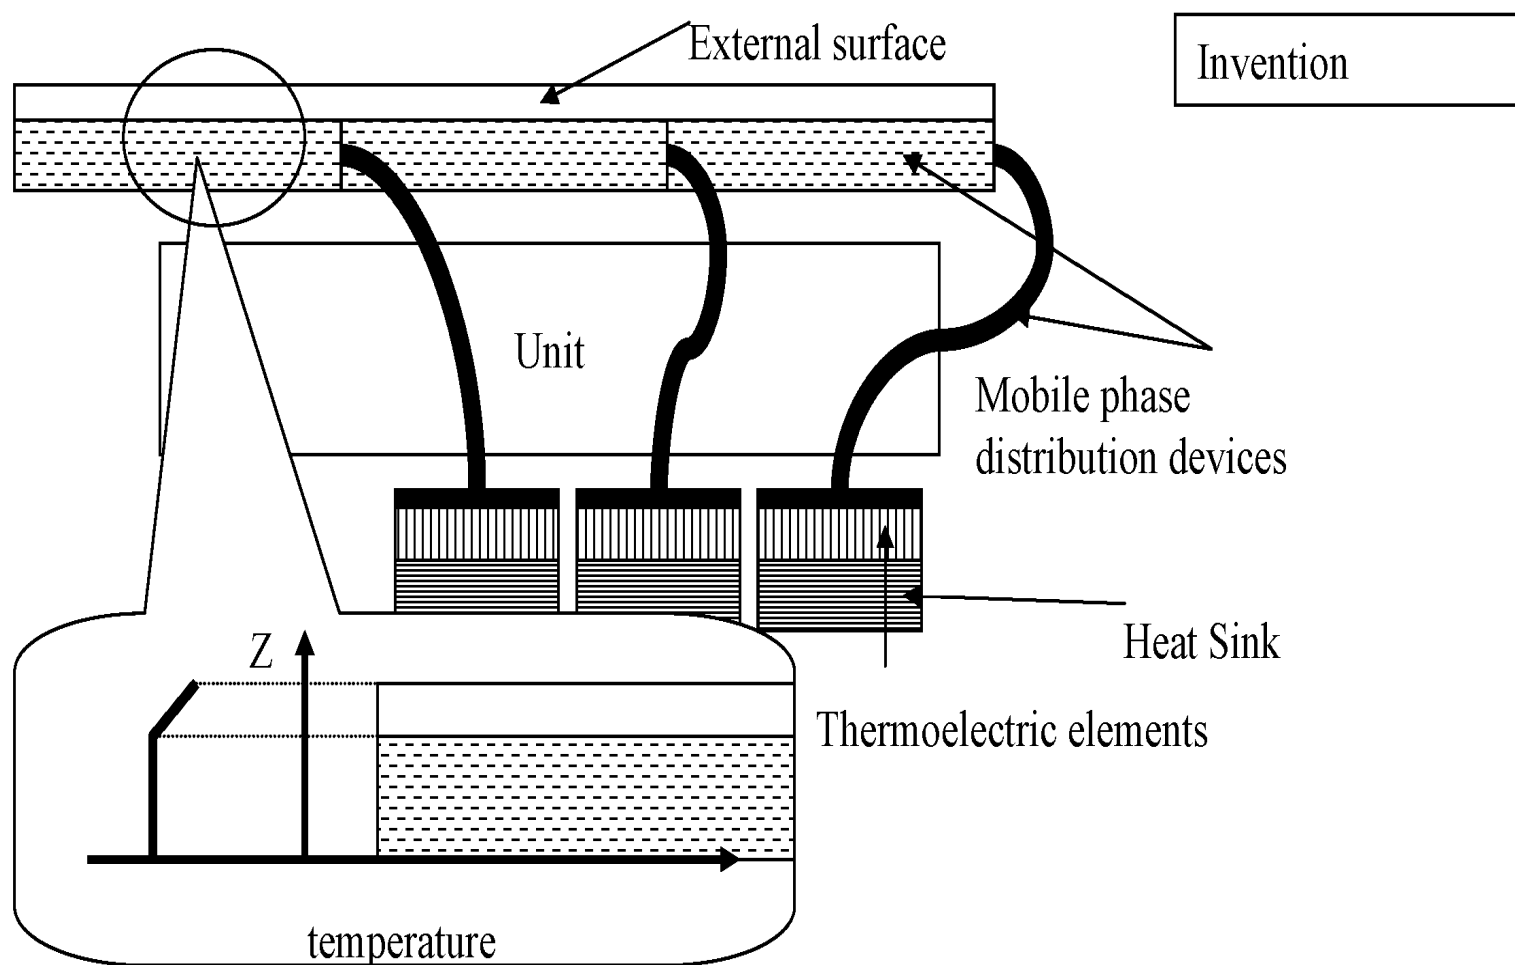 External surface
Invention
Unit
Mobile phase
distribution devices
Heat Sink
Z
Thermoelectric elements
temperature